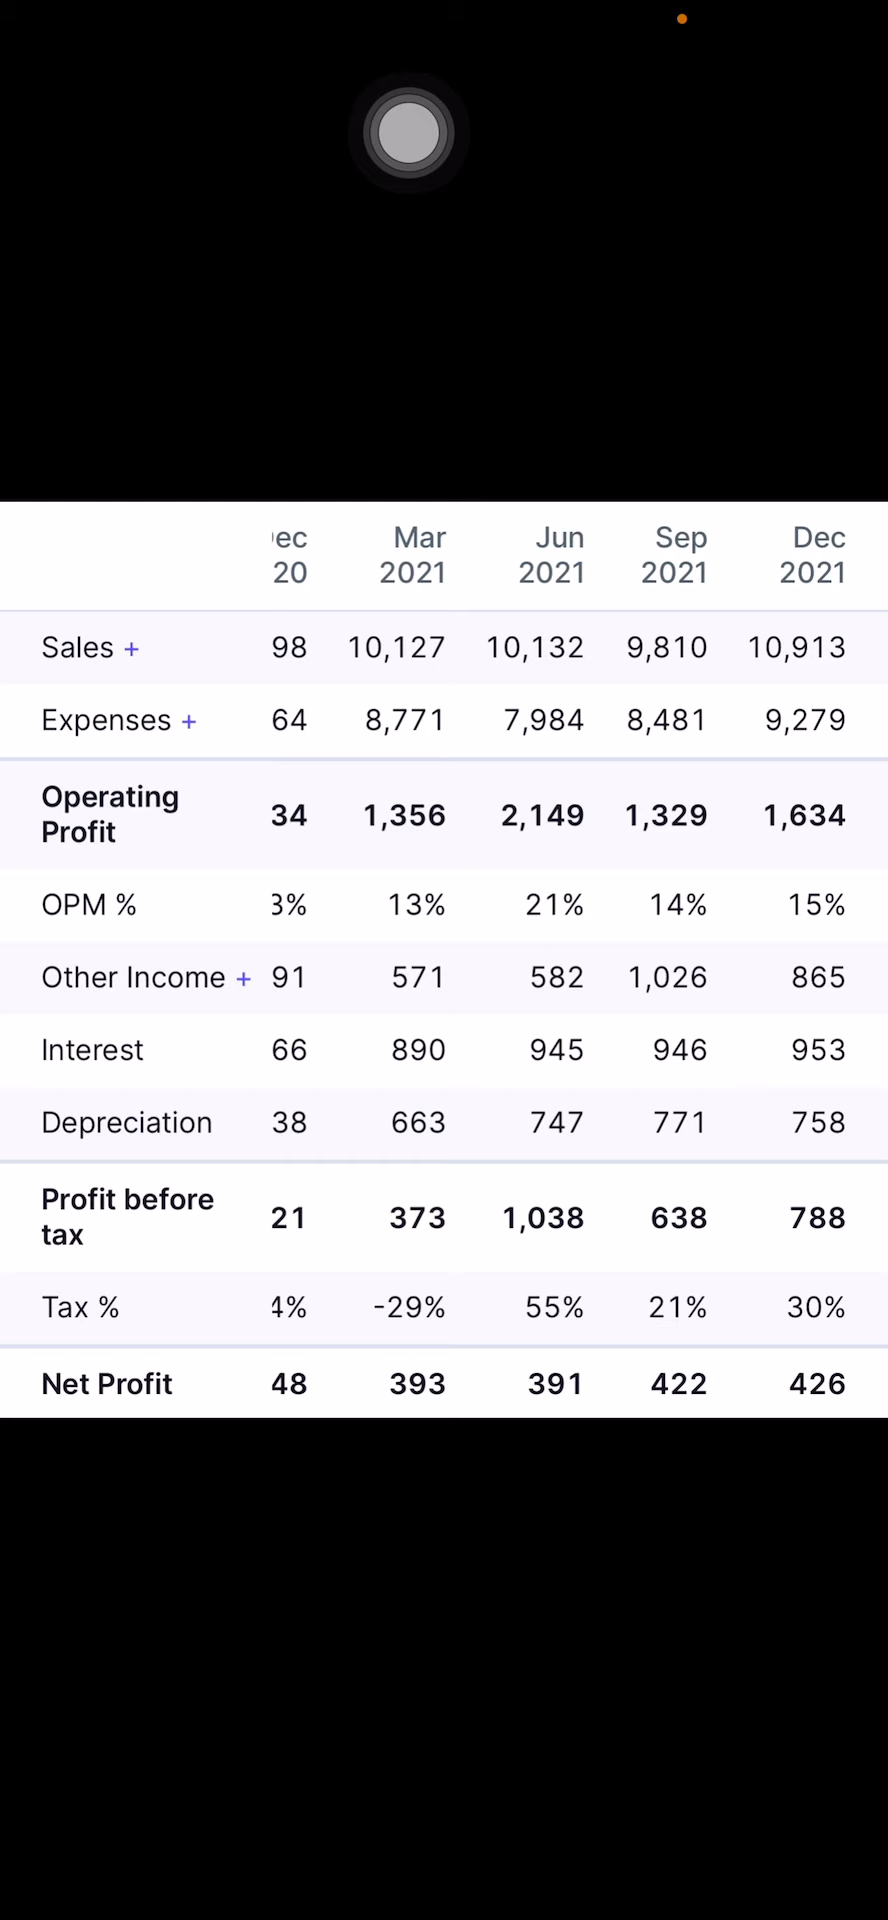 Mar Jun Sep Dec
20 2021 2021 2021 2021
Sales + 98 10,127 10,132 9,810 10,913
Expenses + 64 8,771 7,984 8,481 9,279
Operating
Profit 34 1,356 2,149 1,329 1,634
OPM % 3% 13% 21% 14% 15%
Other Income + 91 571 582 1,026 865
Interest 66 890 945 946 953
Depreciation 38 663 747 771 758
Profit before
tax 21 373 1,038 638 788
Tax % 4% -29% 55% 21% 30%
Net Profit 48 393 391 422 426